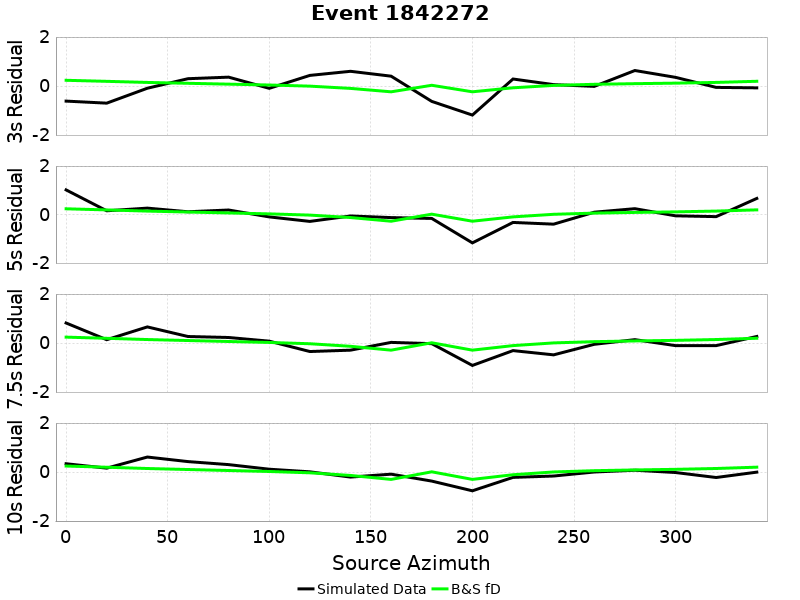 Event 1842272
3s Residual
2
0
-2
5s Residual
2
0
-2
7.5s Residual
2
0
-2
10s Residual
2
0
-2
0 50 100 150 200 250 300
Source Azimuth
Simulated Data B&S fD